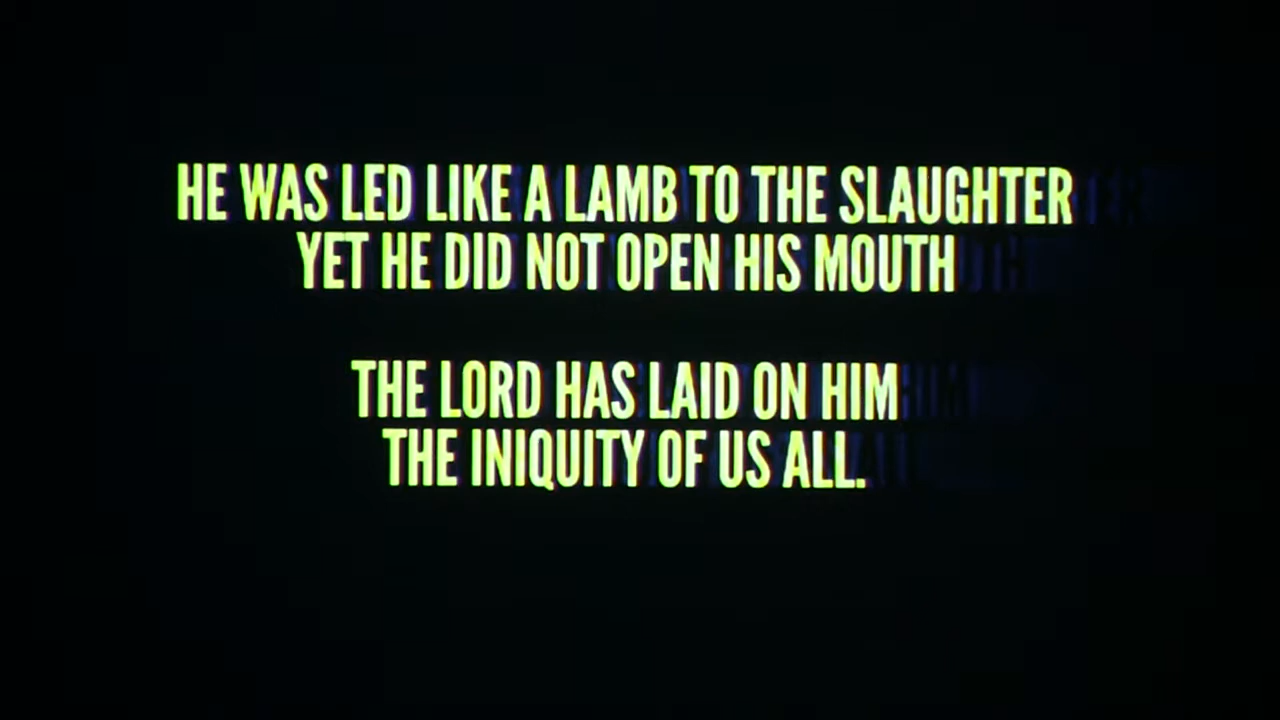 HE WAS LED LIKE A LAMB TO THE SLAUGHTER
YET HE DID NOT OPEN HIS MOUTH
THE LORD HAS LAID ON HIM
THE INIQUITY OF US ALL.